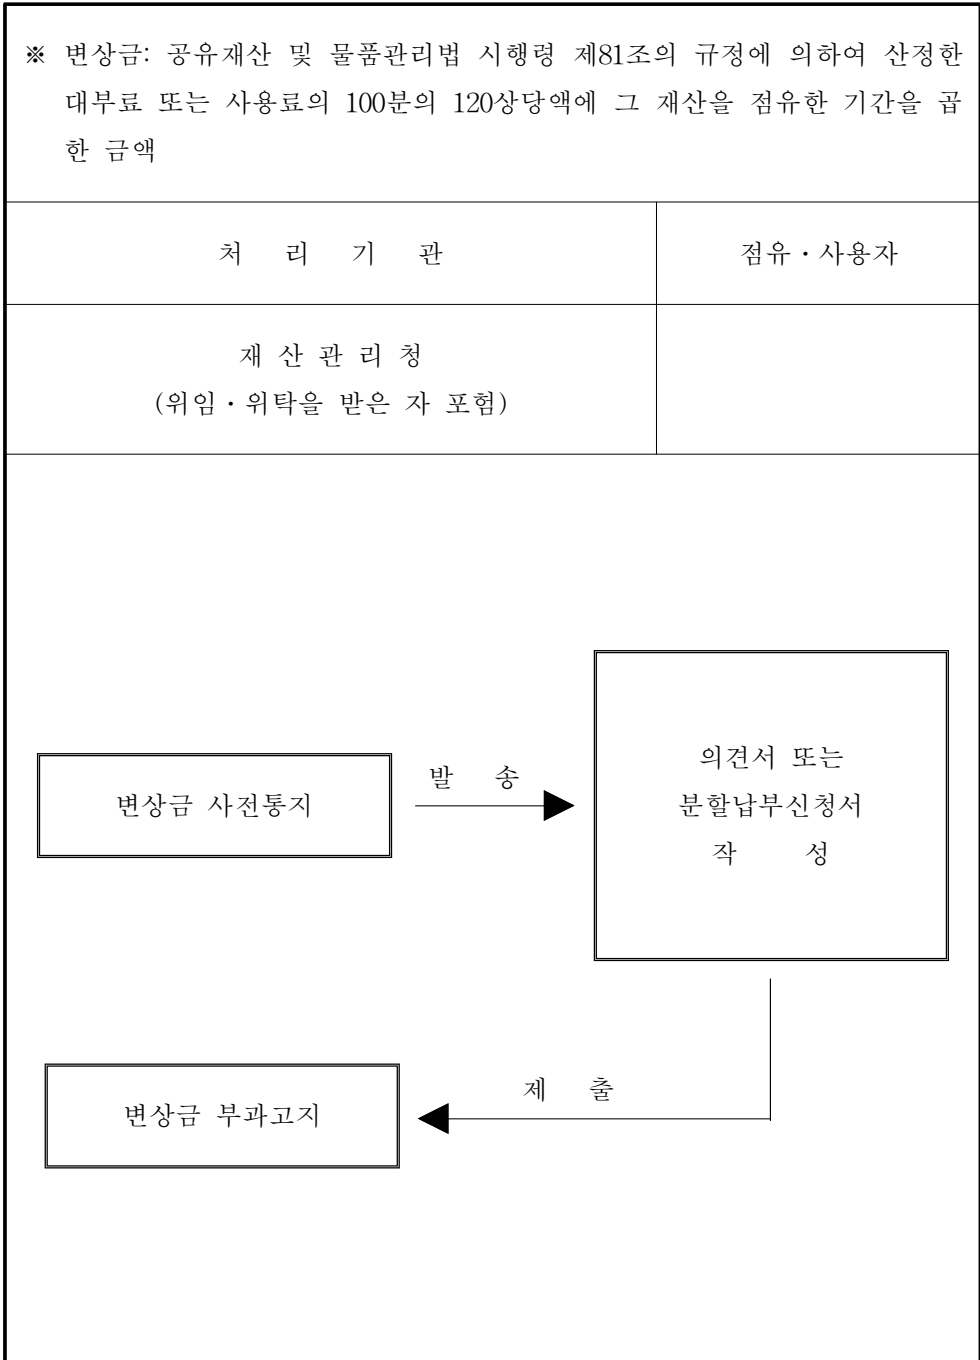 ※ 변상금: 공유재산 및 물품관리법 시행령 제81조의 규정에 의하여 산정한
대부료 또는 사용료의 100분의 120상당액에 그 재산을 점유한 기간을 곱
한 금액
처 리 기 관
점유·사용자
재 산 관 리 청
(위임·위탁을 받은 자 포험)
변상금 사전통지
발 송
의견서 또는
분할납부신청서
작 성
제 출
변상금 부과고지